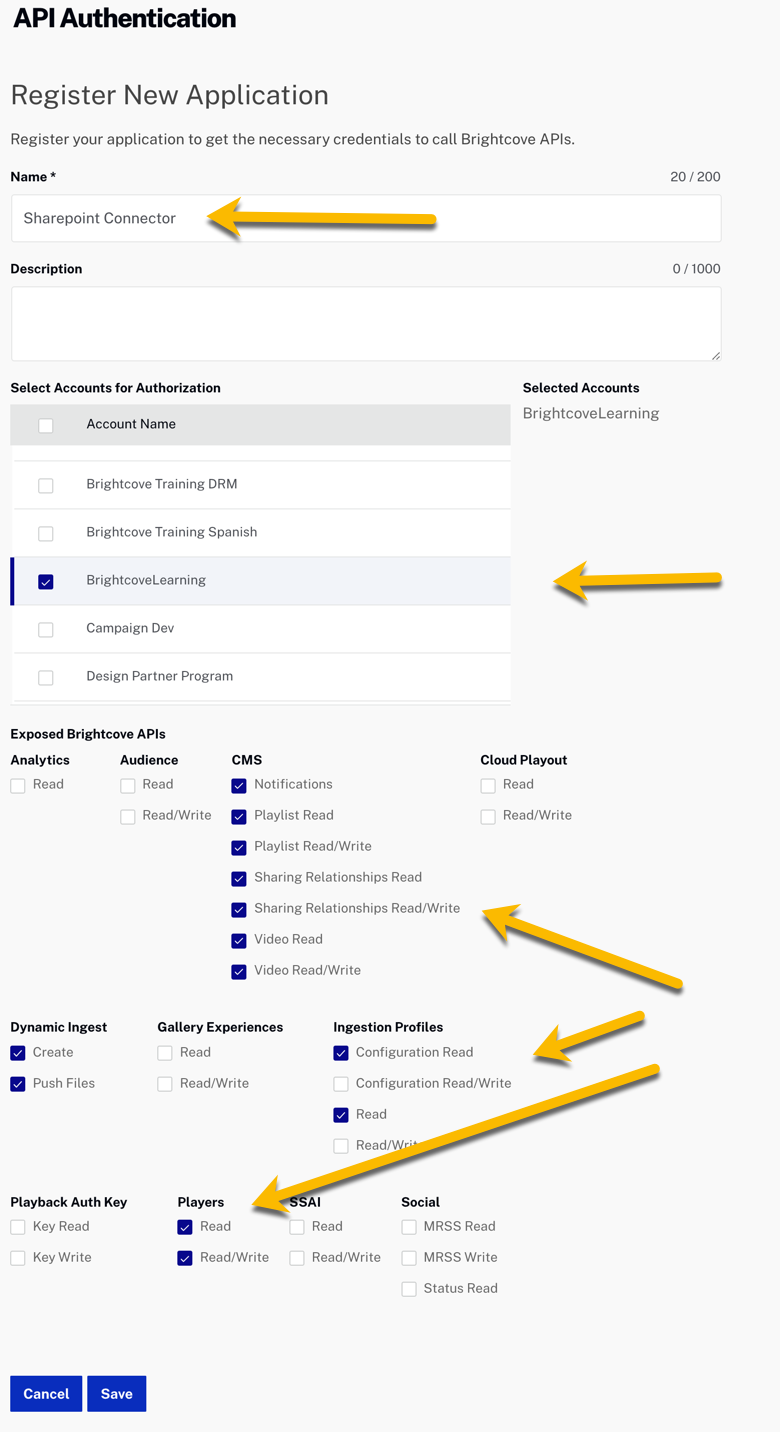 API Authentication
Register New Application
Register your application to get the necessary credentials to call Brightcove APIs.
Name * 20 / 200
Sharepoint Connector
Description 0 / 1000
Select Accounts for Authorization Selected Accounts
Account Name BrightcoveLearning
Brightcove Training DRM
Brightcove Training Spanish
BrightcoveLearning
Campaign Dev
Design Partner Program
Exposed Brightcove APIs
Analytics Audience CMS Cloud Playout
Read Read Notifications Read
Read/Write Playlist Read Read/Write
Playlist Read/Write
Sharing Relationships Read
Sharing Relationships Read/Write
Video Read
Video Read/Write
Dynamic Ingest Gallery Experiences Ingestion Profiles
Create Read Configuration Read
Push Files Read/Write Configuration Read/Write
Read
Read/Write
Playback Auth Key Players SSAI Social
Key Read Read Read MRSS Read
Key Write Read/Write Read/Write MRSS Write
Status Read
Cancel Save